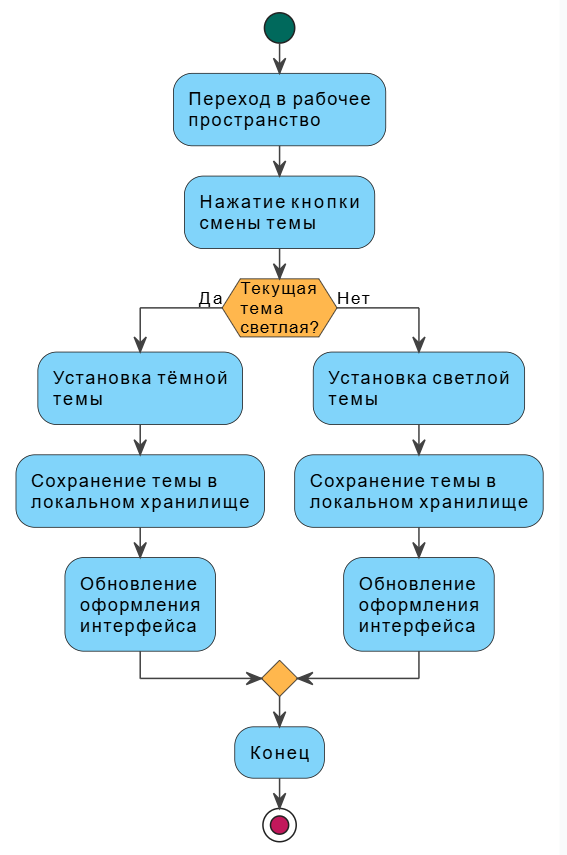 Переход в рабочее
пространство
Нажатие кнопки
смены темы
Да
Текущая
тема
светлая?
Нет
Установка тёмной
темы
Сохранение темы в
локальном хранилище
Обновление
оформления
интерфейса
Установка светлой
темы
Сохранение темы в
локальном хранилище
Обновление
оформления
интерфейса
Конец